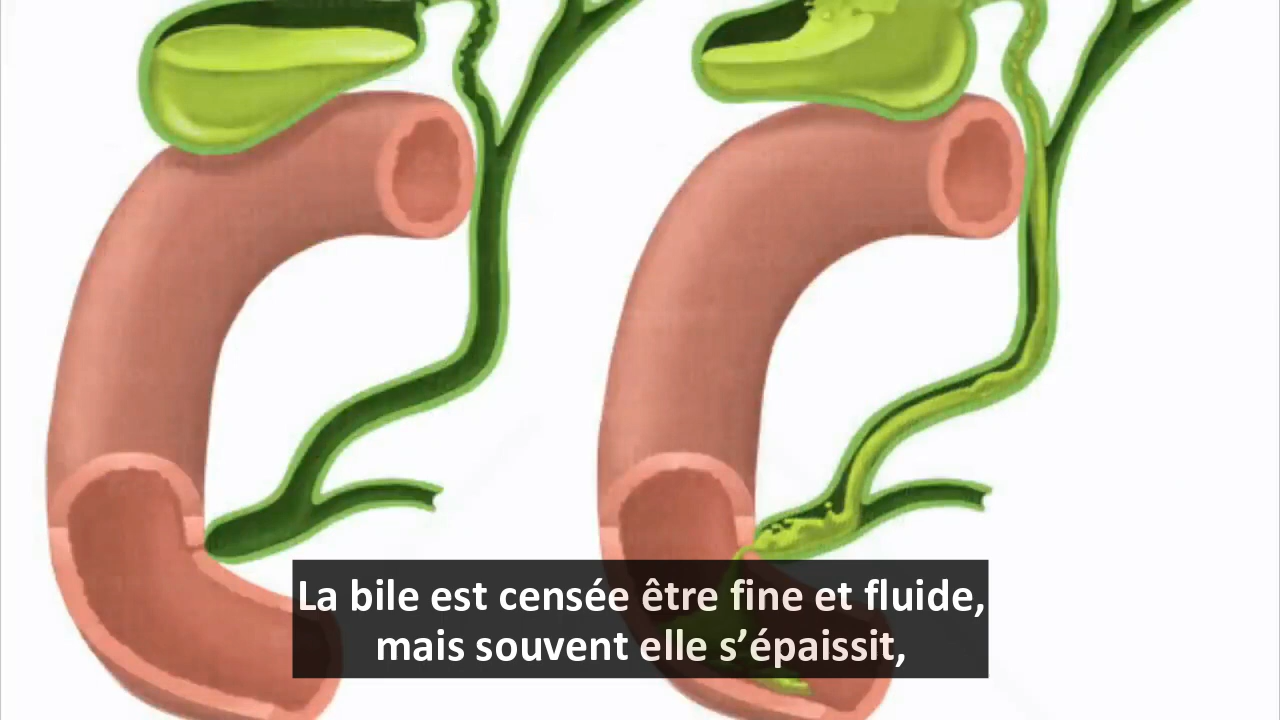 La bile est censée être fine et fluide,
mais souvent elle s’épaissit,